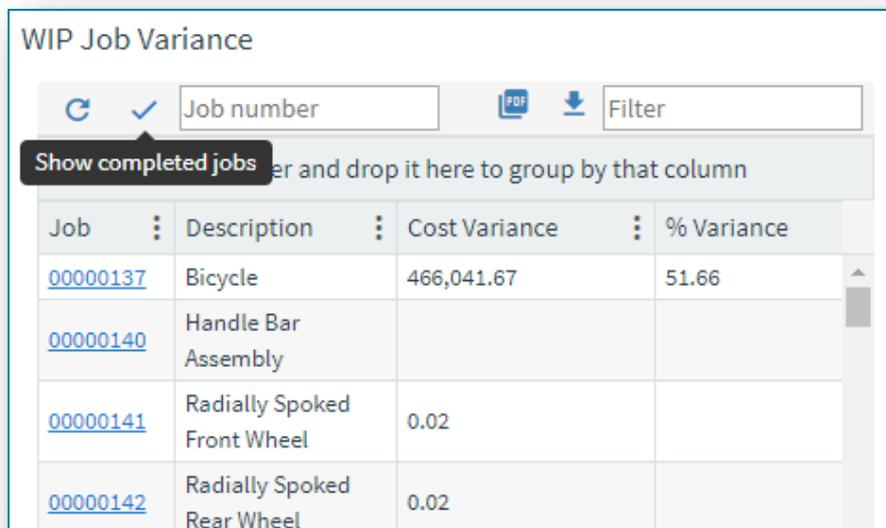 WIP Job Variance
Job number PDF Filter
Show completed jobs er and drop it here to group by that column
Job Description Cost Variance % Variance
00000137 Bicycle 466,041.67 51.66
Handle Bar
00000140
Assembly
Radially Spoked
00000141 0.02
Front Wheel
Radially Spoked
00000142 0.02
Rear Wheel